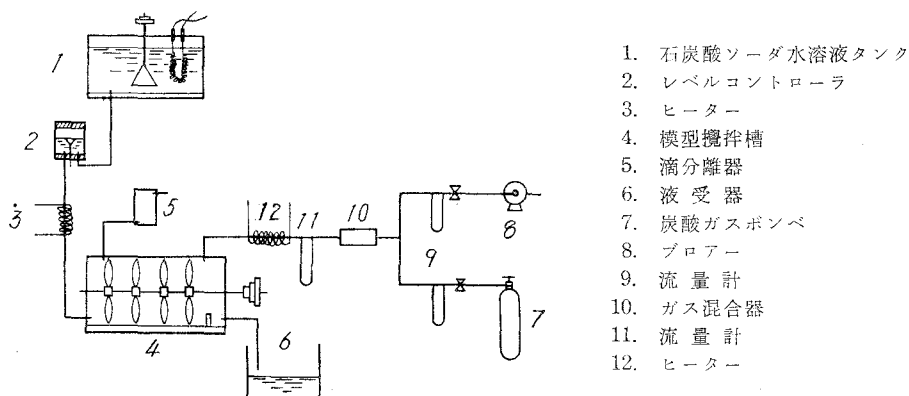 1
2
3
4
5
6
7
8
9
10
11
12
1. 石炭酸ソーダ水溶液タンク
2. レベルコントローラ
3. ヒーター
4. 模型攪拌槽
5. 滴分離器
6. 液受器
7. 炭酸ガスボンベ
8. ブロアー
9. 流量計
10. ガス混合器
11. 流量計
12. ヒーター